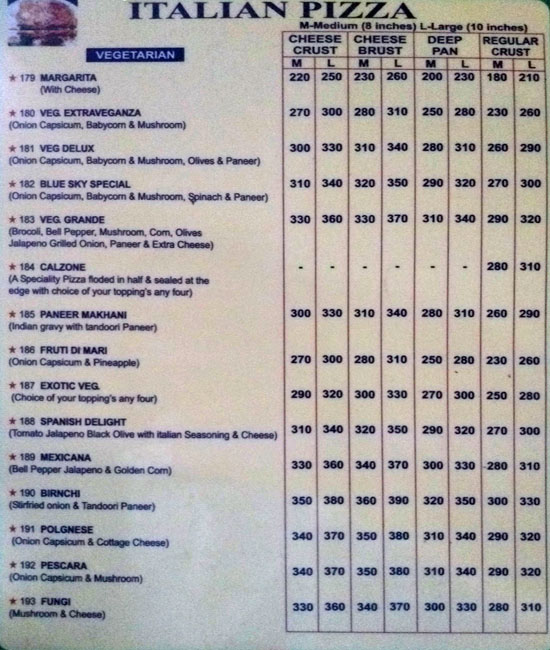 ITALIAN PIZZA
M-Medium (8 inches) L-Large (10 inches)
VEGETARIAN
CHEESE CRUST CHEESE BRUST DEEP PAN REGULAR CRUST
M L M L M L M L
★ 179 MARGARITA 220 250 230 260 200 230 180 210
(With Cheese)
★ 180 VEG. EXTRAVEGANZA 270 300 280 310 250 280 230 260
(Onion Capsicum, Babycorn & Mushroom)
★ 181 VEG DELUX 300 330 310 340 280 310 260 290
(Onion Capsicum, Babycorn & Mushroom, Olives & Paneer)
★ 182 BLUE SKY SPECIAL 310 340 320 350 290 320 270 300
(Onion Capsicum, Babycorn & Mushroom, Spinach & Paneer)
★ 183 VEG. GRANDE 330 360 330 370 310 340 290 320
(Brocoli, Bell Pepper, Mushroom, Corn, Olives
Jalapeno Grilled Onion, Paneer & Extra Cheese)
★ 184 CALZONE - - - - - - 280 310
(A Speciality Pizza floded in half & sealed at the
edge with choice of your topping's any four)
★ 185 PANEER MAKHANI 300 330 310 340 280 310 260 290
(Indian gravy with tandoori Paneer)
★ 186 FRUTI DI MARI 270 300 280 310 250 280 230 260
(Onion Capsicum & Pineapple)
★ 187 EXOTIC VEG. 290 320 300 330 270 300 250 280
(Choice of your topping's any four)
★ 188 SPANISH DELIGHT 310 340 320 350 290 320 270 300
(Tomato Jalapeno Black Olive with italian Seasoning & Cheese)
★ 189 MEXICANA 330 360 340 370 300 330 280 310
(Bell Pepper Jalapeno & Golden Corn)
★ 190 BIRNCHI 350 380 360 390 320 350 300 330
(Stirfried onion & Tandoori Paneer)
★ 191 POLGNESE 340 370 350 380 310 340 290 320
(Onion Capsicum & Cottage Cheese)
★ 192 PESCARA 340 370 350 380 310 340 290 320
(Onion Capsicum & Mushroom)
★ 193 FUNGI 330 360 340 370 300 330 280 310
(Mushroom & Cheese)